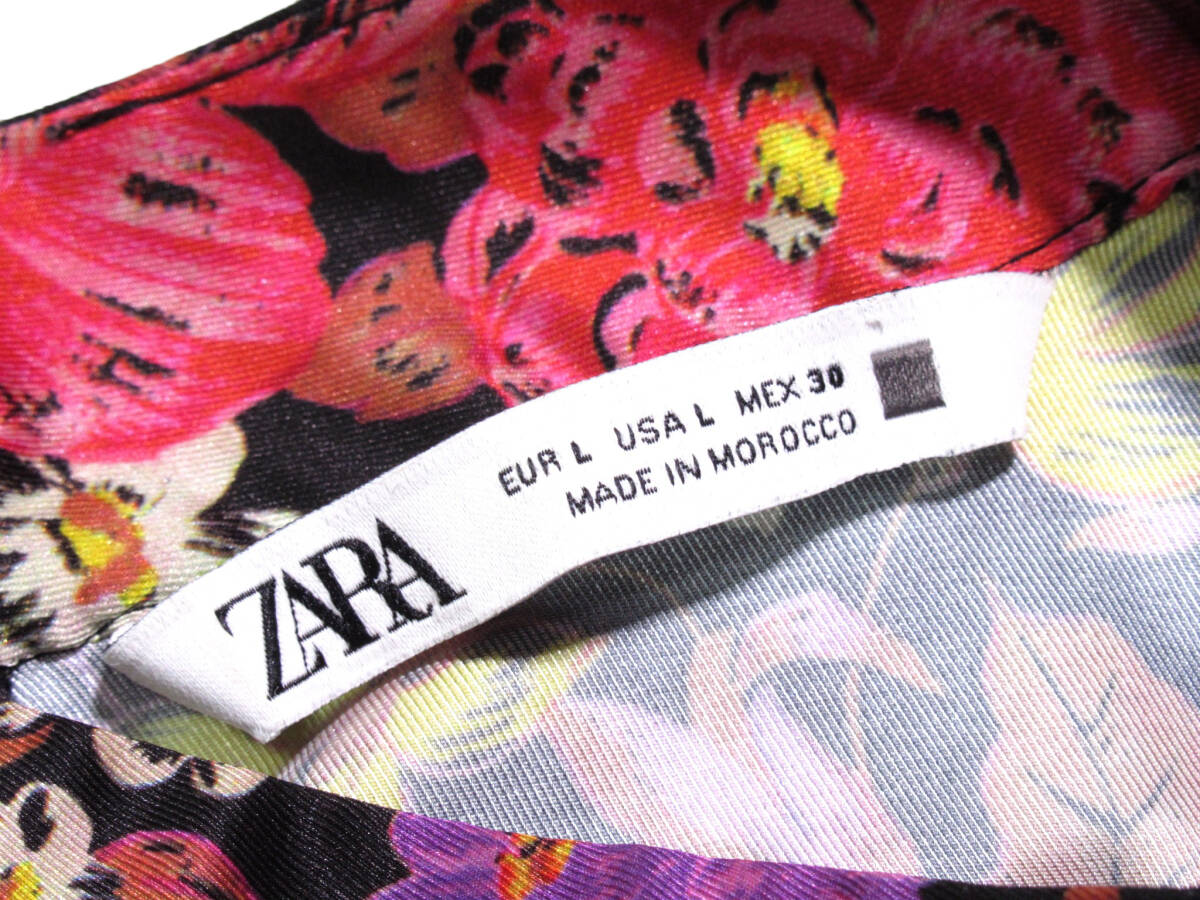 ZARA
EUR L USA L MEX 30
MADE IN MOROCCO